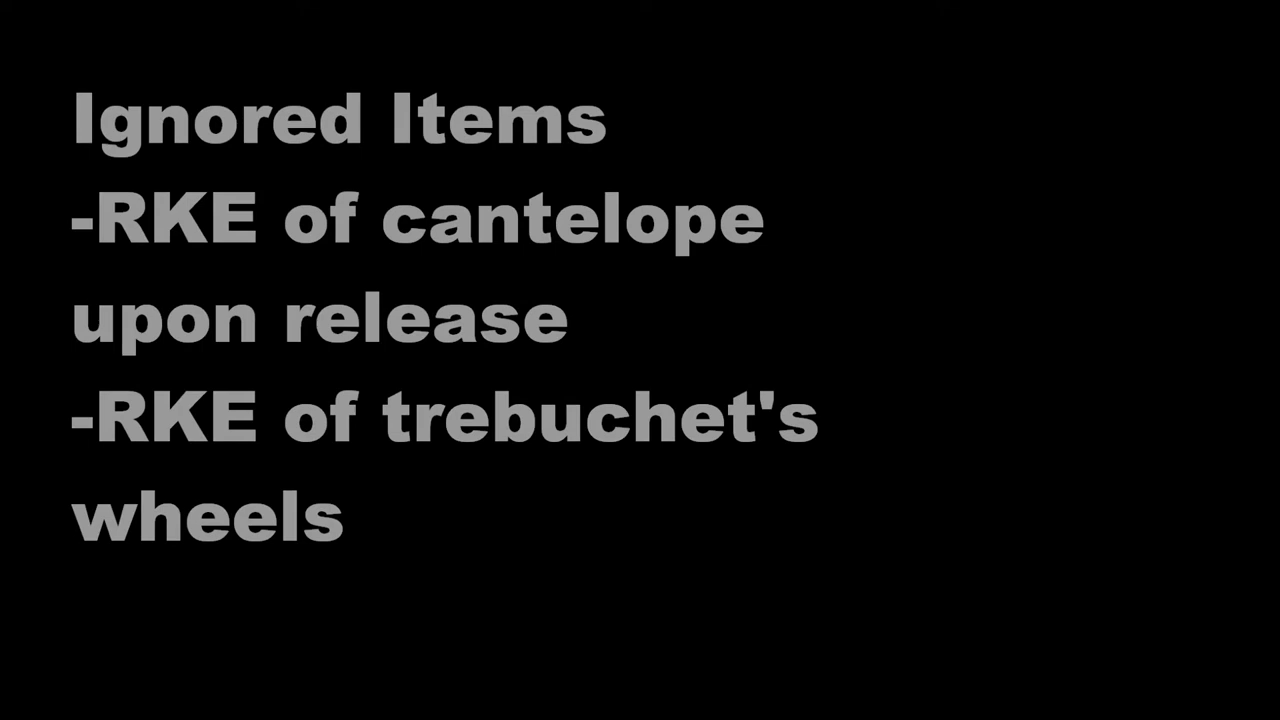 Ignored Items
-RKE of cantelope
upon release
-RKE of trebuchet's
wheels